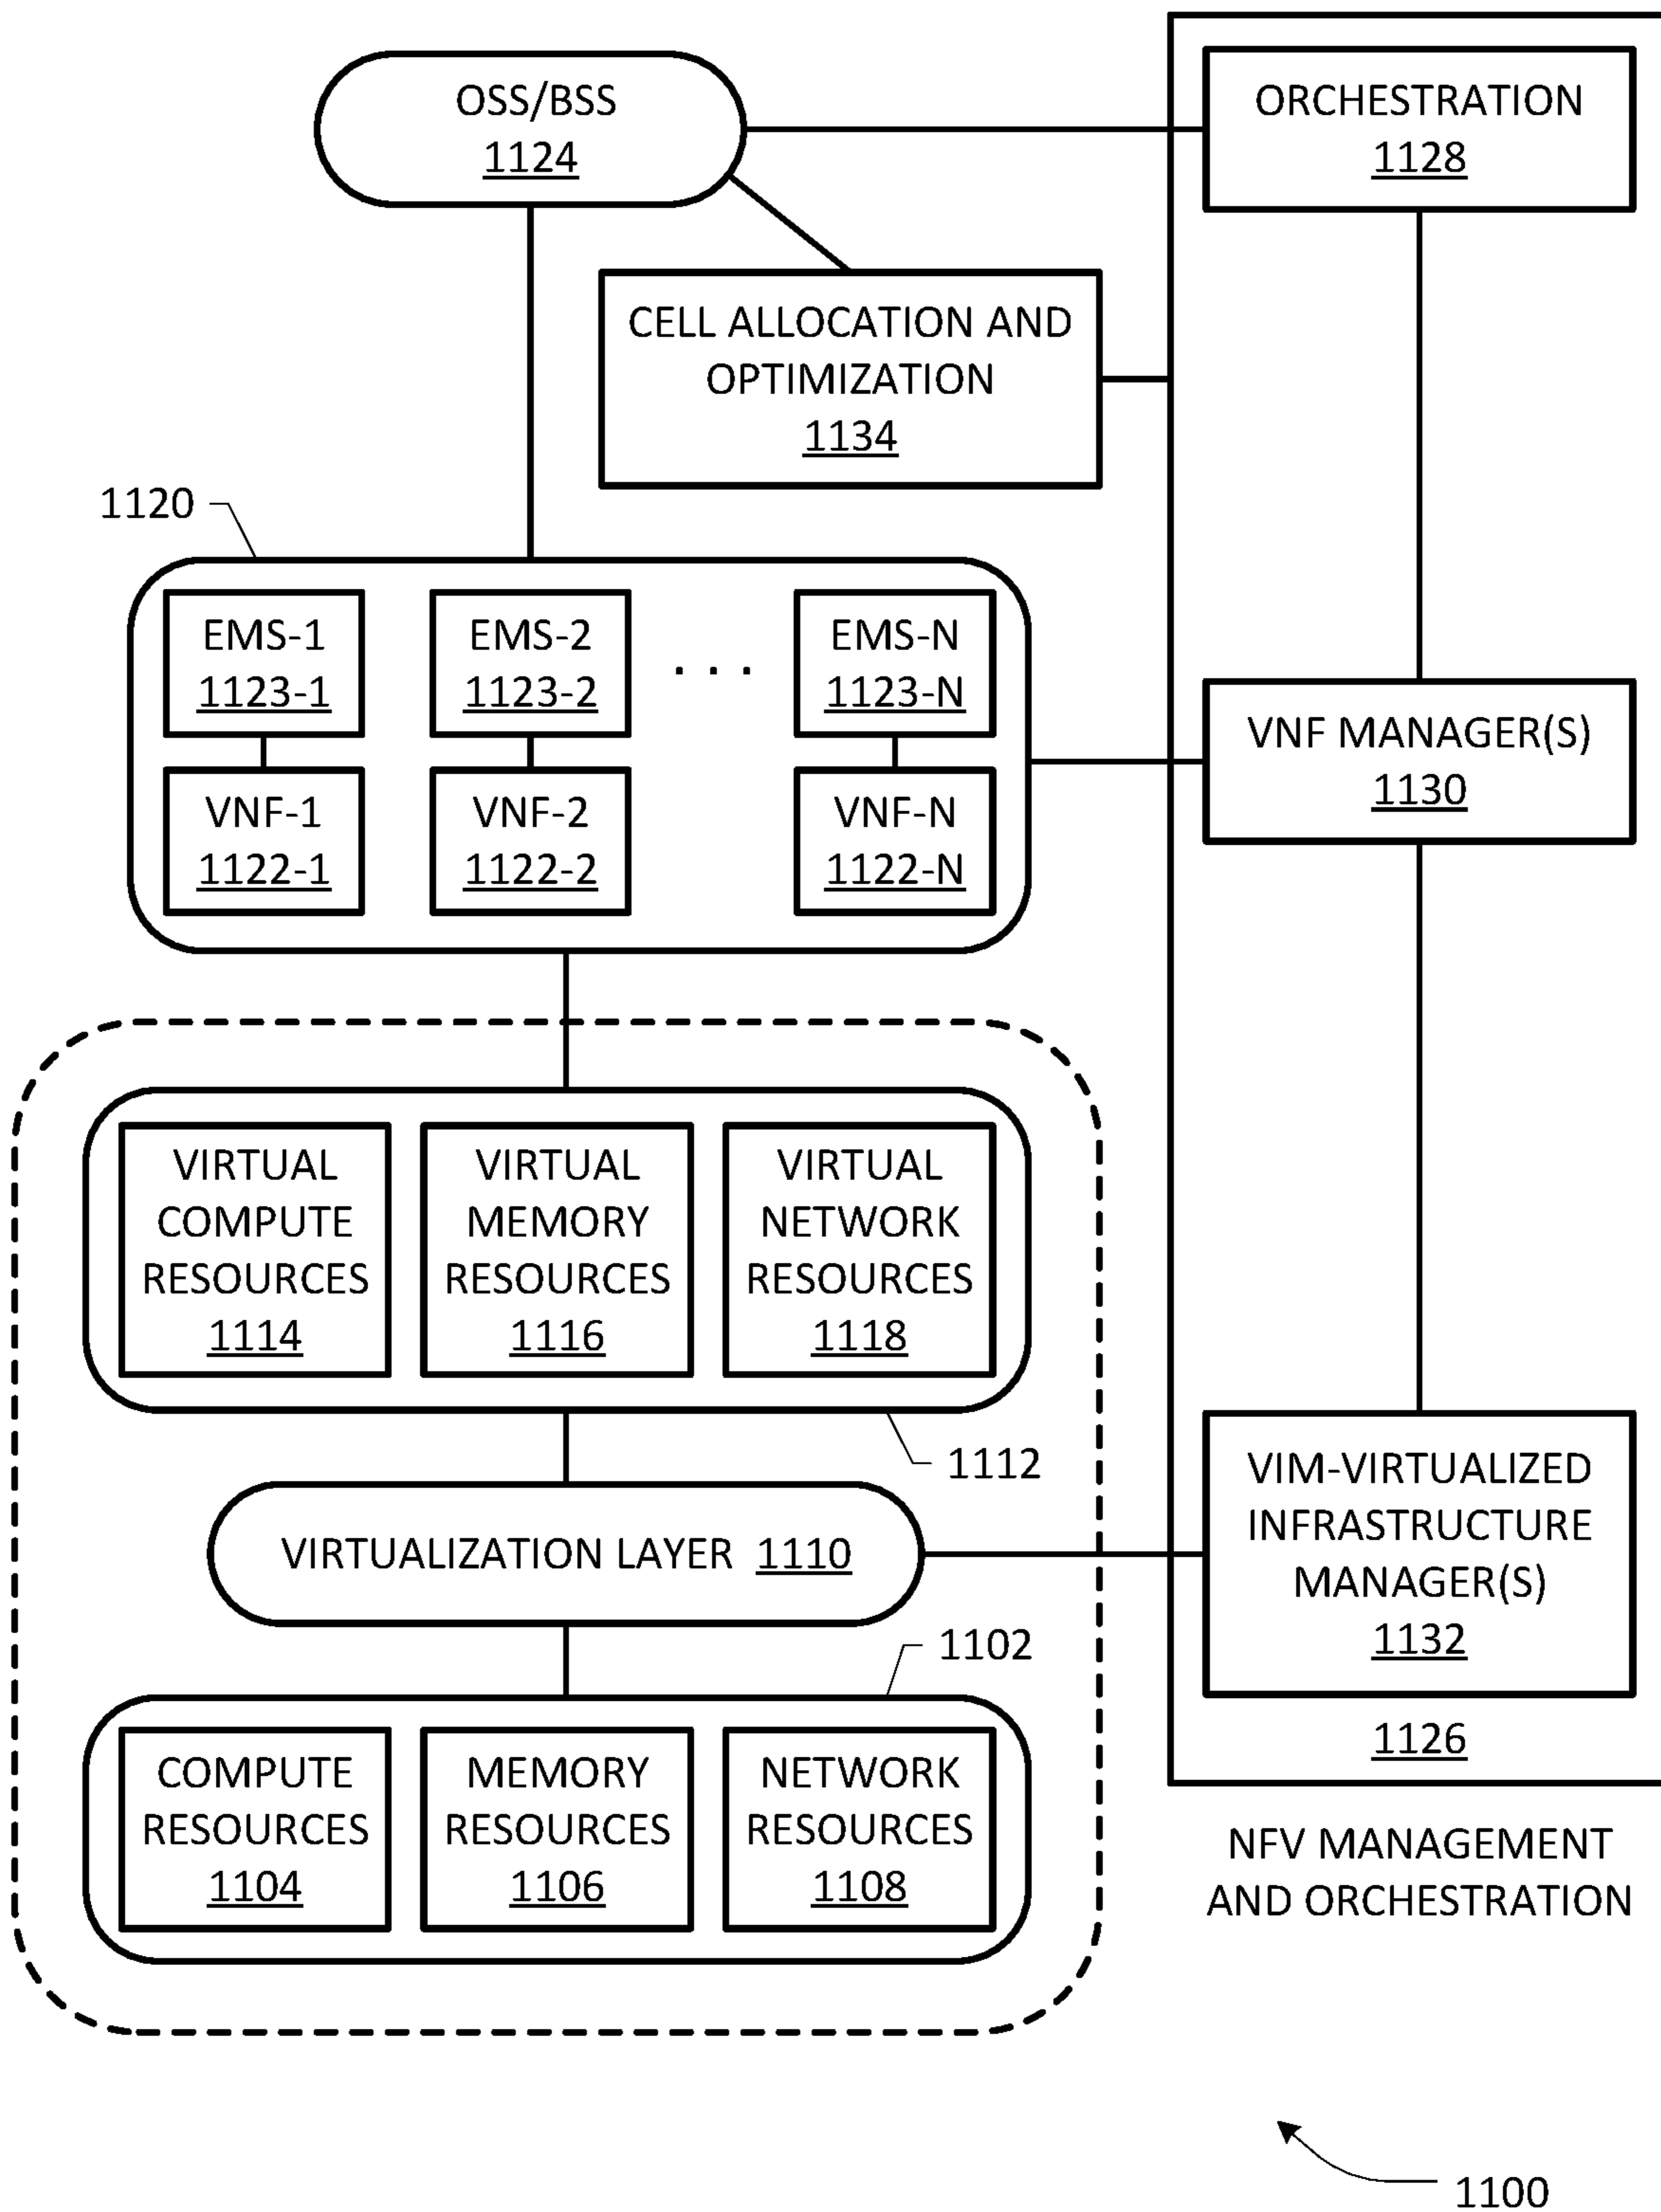 OSS/BSS
1124
ORCHESTRATION
1128
CELL ALLOCATION AND
OPTIMIZATION
1134
1120
EMS-1
1123-1
EMS-2
1123-2
. . .
EMS-N
1123-N
VNF-1
1122-1
VNF-2
1122-2
VNF-N
1122-N
VNF MANAGER(S)
1130
VIRTUAL
COMPUTE
RESOURCES
1114
VIRTUAL
MEMORY
RESOURCES
1116
VIRTUAL
NETWORK
RESOURCES
1118
1112
VIRTUALIZATION LAYER 1110
VIM-VIRTUALIZED
INFRASTRUCTURE
MANAGER(S)
1132
1102
COMPUTE
RESOURCES
1104
MEMORY
RESOURCES
1106
NETWORK
RESOURCES
1108
1126
NFV MANAGEMENT
AND ORCHESTRATION
1100